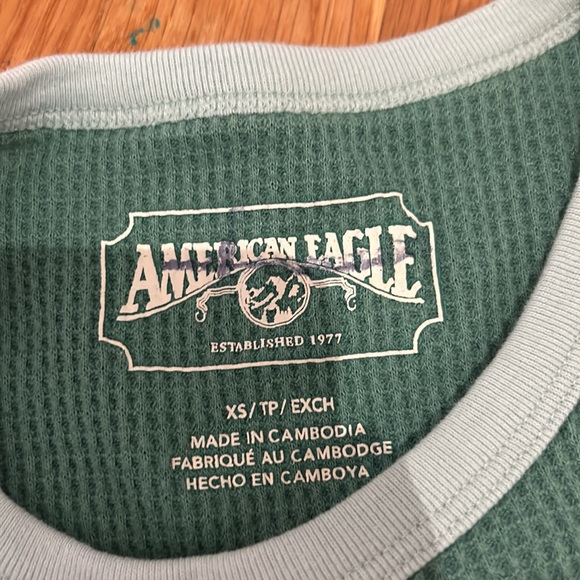 AMERICAN EAGLE
ESTABLISHED 1977
XS/TP/EXCH
MADE IN CAMBODIA
FABRIQUÉ AU CAMBODGE
HECHO EN CAMBOYA